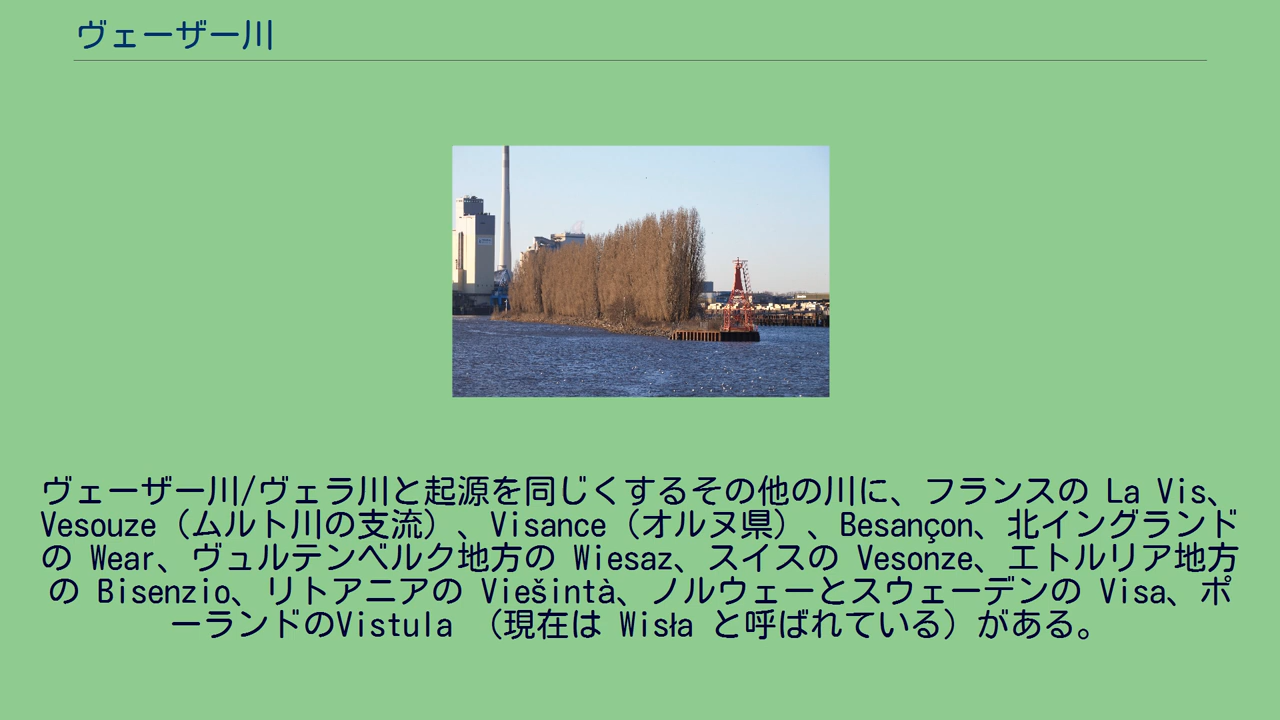 ヴェーザー川
ヴェーザー川/ヴェラ川と起源を同じくするその他の川に、フランスの La Vis、
Vesouze（ムルト川の支流）、Visance（オルヌ県）、Besançon、北イングランド
の Wear、ヴュルテンベルク地方の Wiesaz、スイスの Vesonze、エトルリア地方
の Bisenzio、リトアニアの Viešintà、ノルウェーとスウェーデンの Visa、ポ
ーランドのVistula （現在は Wisła と呼ばれている）がある。